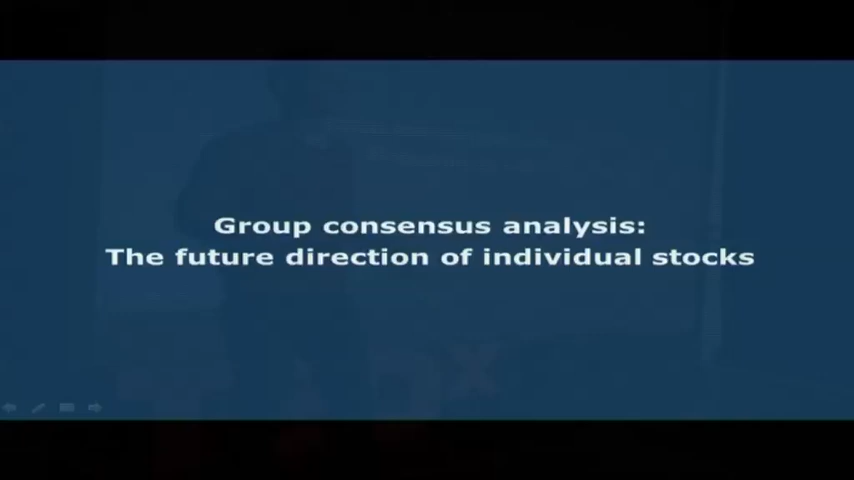 Group consensus analysis:
The future direction of individual stocks